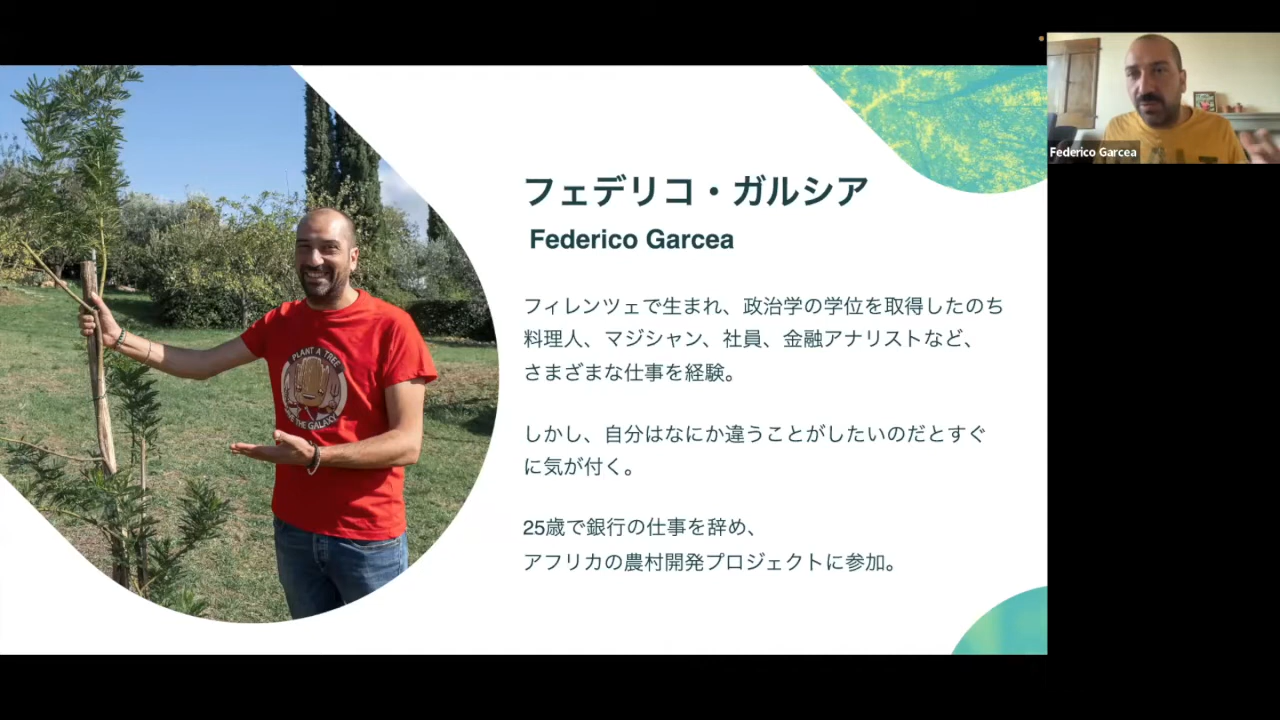 フェデリコ・ガルシア
Federico Garcea
フィレンツェで生まれ、政治学の学位を取得したのち
料理人、マジシャン、社員、金融アナリストなど、
さまざまな仕事を経験。
しかし、自分はなにか違うことがしたいのだとすぐ
に気が付く。
25歳で銀行の仕事を辞め、
アフリカの農村開発プロジェクトに参加。
PLANT A TREE
THE GALAXY
Federico Garcea